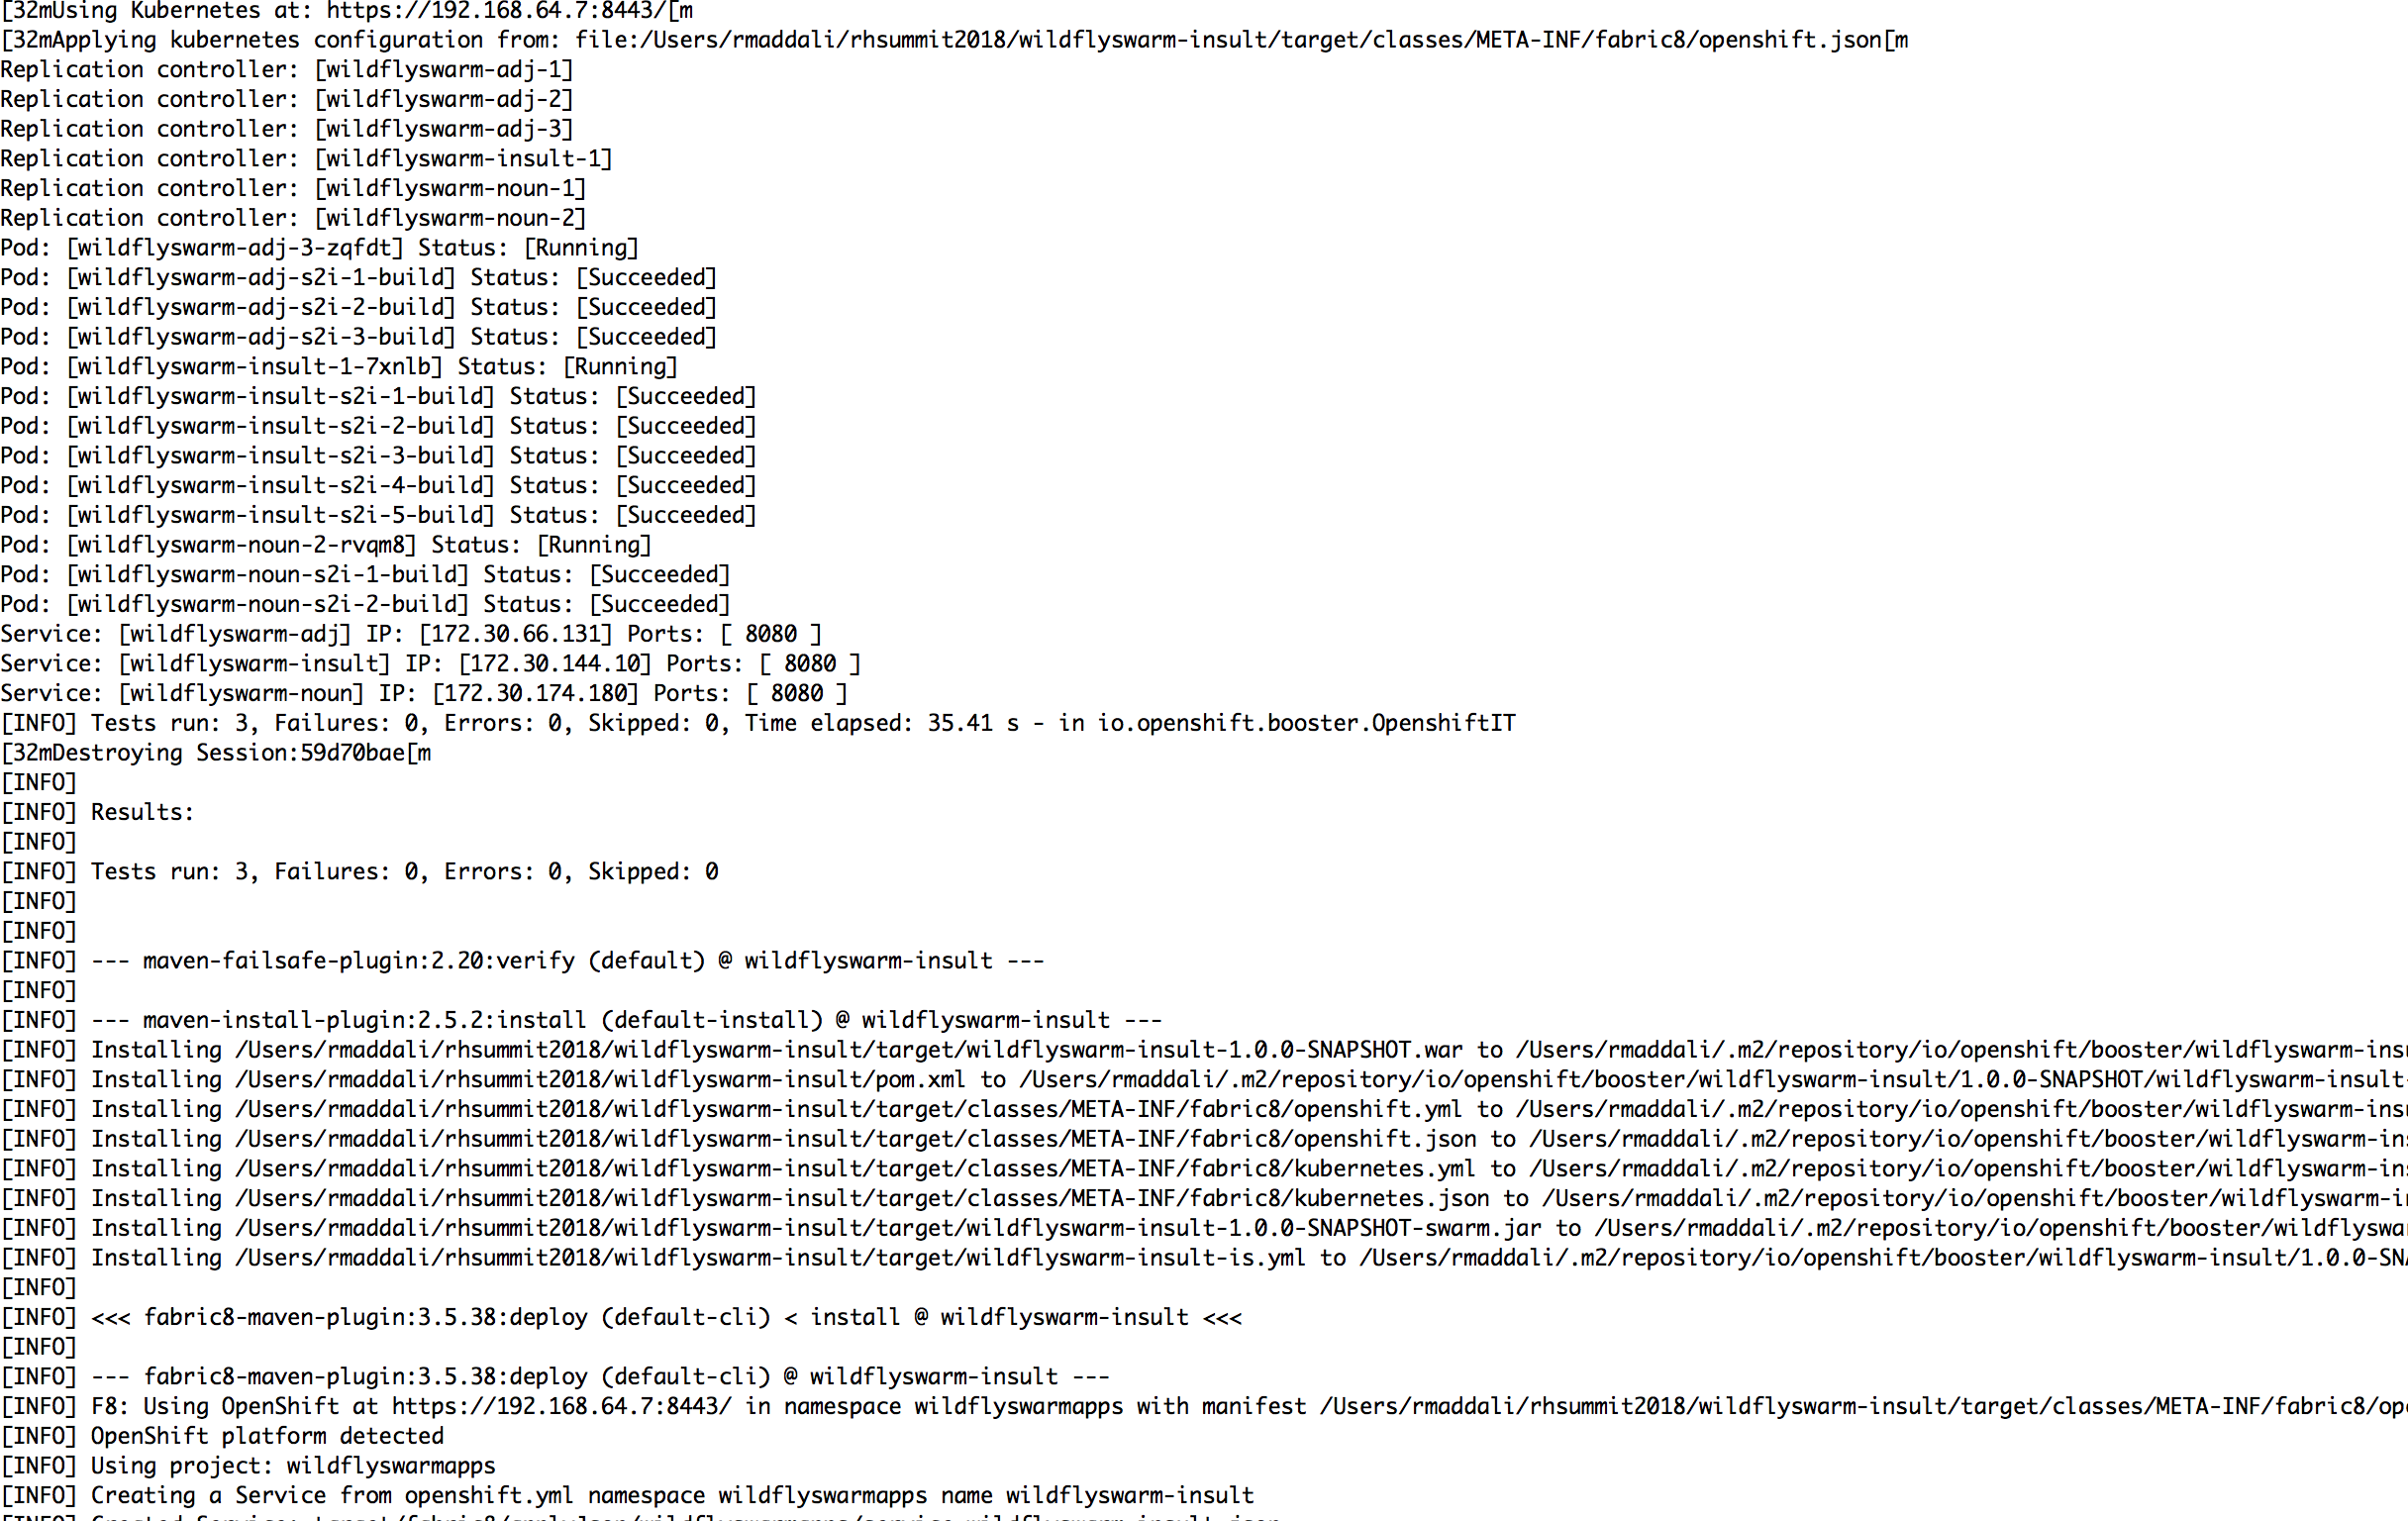 [32mUsing Kubernetes at: https://192.168.64.7:8443/[m
[32mApplying kubernetes configuration from: file:/Users/rmaddali/rhsummit2018/wildflyswarm-insult/target/classes/META-INF/fabric8/openshift.json[m
Replication controller: [wildflyswarm-adj-1]
Replication controller: [wildflyswarm-adj-2]
Replication controller: [wildflyswarm-adj-3]
Replication controller: [wildflyswarm-insult-1]
Replication controller: [wildflyswarm-noun-1]
Replication controller: [wildflyswarm-noun-2]
Pod: [wildflyswarm-adj-3-zqfdt] Status: [Running]
Pod: [wildflyswarm-adj-s2i-1-build] Status: [Succeeded]
Pod: [wildflyswarm-adj-s2i-2-build] Status: [Succeeded]
Pod: [wildflyswarm-adj-s2i-3-build] Status: [Succeeded]
Pod: [wildflyswarm-insult-1-7xnlb] Status: [Running]
Pod: [wildflyswarm-insult-s2i-1-build] Status: [Succeeded]
Pod: [wildflyswarm-insult-s2i-2-build] Status: [Succeeded]
Pod: [wildflyswarm-insult-s2i-3-build] Status: [Succeeded]
Pod: [wildflyswarm-insult-s2i-4-build] Status: [Succeeded]
Pod: [wildflyswarm-insult-s2i-5-build] Status: [Succeeded]
Pod: [wildflyswarm-noun-2-rvqm8] Status: [Running]
Pod: [wildflyswarm-noun-s2i-1-build] Status: [Succeeded]
Pod: [wildflyswarm-noun-s2i-2-build] Status: [Succeeded]
Service: [wildflyswarm-adj] IP: [172.30.66.131] Ports: [ 8080 ]
Service: [wildflyswarm-insult] IP: [172.30.144.10] Ports: [ 8080 ]
Service: [wildflyswarm-noun] IP: [172.30.174.180] Ports: [ 8080 ]
[INFO] Tests run: 3, Failures: 0, Errors: 0, Skipped: 0, Time elapsed: 35.41 s - in io.openshift.booster.OpenshiftIT
[32mDestroying Session:59d70bae[m
[INFO]
[INFO] Results:
[INFO]
[INFO] Tests run: 3, Failures: 0, Errors: 0, Skipped: 0
[INFO]
[INFO]
[INFO] --- maven-failsafe-plugin:2.20:verify (default) @ wildflyswarm-insult ---
[INFO]
[INFO] --- maven-install-plugin:2.5.2:install (default-install) @ wildflyswarm-insult ---
[INFO] Installing /Users/rmaddali/rhsummit2018/wildflyswarm-insult/target/wildflyswarm-insult-1.0.0-SNAPSHOT.war to /Users/rmaddali/.m2/repository/io/openshift/booster/wildflyswarm-ins
[INFO] Installing /Users/rmaddali/rhsummit2018/wildflyswarm-insult/pom.xml to /Users/rmaddali/.m2/repository/io/openshift/booster/wildflyswarm-insult/1.0.0-SNAPSHOT/wildflyswarm-insult-
[INFO] Installing /Users/rmaddali/rhsummit2018/wildflyswarm-insult/target/classes/META-INF/fabric8/openshift.yml to /Users/rmaddali/.m2/repository/io/openshift/booster/wildflyswarm-ins
[INFO] Installing /Users/rmaddali/rhsummit2018/wildflyswarm-insult/target/classes/META-INF/fabric8/openshift.json to /Users/rmaddali/.m2/repository/io/openshift/booster/wildflyswarm-in
[INFO] Installing /Users/rmaddali/rhsummit2018/wildflyswarm-insult/target/classes/META-INF/fabric8/kubernetes.yml to /Users/rmaddali/.m2/repository/io/openshift/booster/wildflyswarm-in
[INFO] Installing /Users/rmaddali/rhsummit2018/wildflyswarm-insult/target/classes/META-INF/fabric8/kubernetes.json to /Users/rmaddali/.m2/repository/io/openshift/booster/wildflyswarm-i
[INFO] Installing /Users/rmaddali/rhsummit2018/wildflyswarm-insult/target/wildflyswarm-insult-1.0.0-SNAPSHOT-swarm.jar to /Users/rmaddali/.m2/repository/io/openshift/booster/wildflyswa
[INFO] Installing /Users/rmaddali/rhsummit2018/wildflyswarm-insult/target/wildflyswarm-insult-is.yml to /Users/rmaddali/.m2/repository/io/openshift/booster/wildflyswarm-insult/1.0.0-SN
[INFO]
[INFO] <<< fabric8-maven-plugin:3.5.38:deploy (default-cli) < install @ wildflyswarm-insult <<<
[INFO]
[INFO] --- fabric8-maven-plugin:3.5.38:deploy (default-cli) @ wildflyswarm-insult ---
[INFO] F8: Using OpenShift at https://192.168.64.7:8443/ in namespace wildflyswarmapps with manifest /Users/rmaddali/rhsummit2018/wildflyswarm-insult/target/classes/META-INF/fabric8/op
[INFO] OpenShift platform detected
[INFO] Using project: wildflyswarmapps
[INFO] Creating a Service from openshift.yml namespace wildflyswarmapps name wildflyswarm-insult